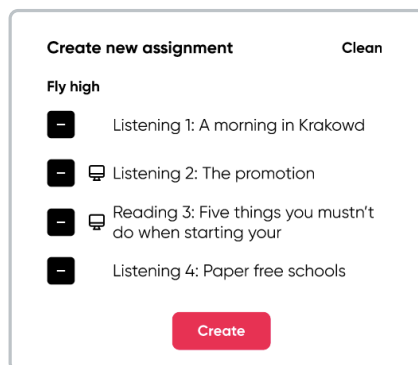 Create new assignment Clean
Fly high
Listening 1: A morning in Krakowd
Listening 2: The promotion
Reading 3: Five things you mustn't
do when starting your
Listening 4: Paper free schools
Create